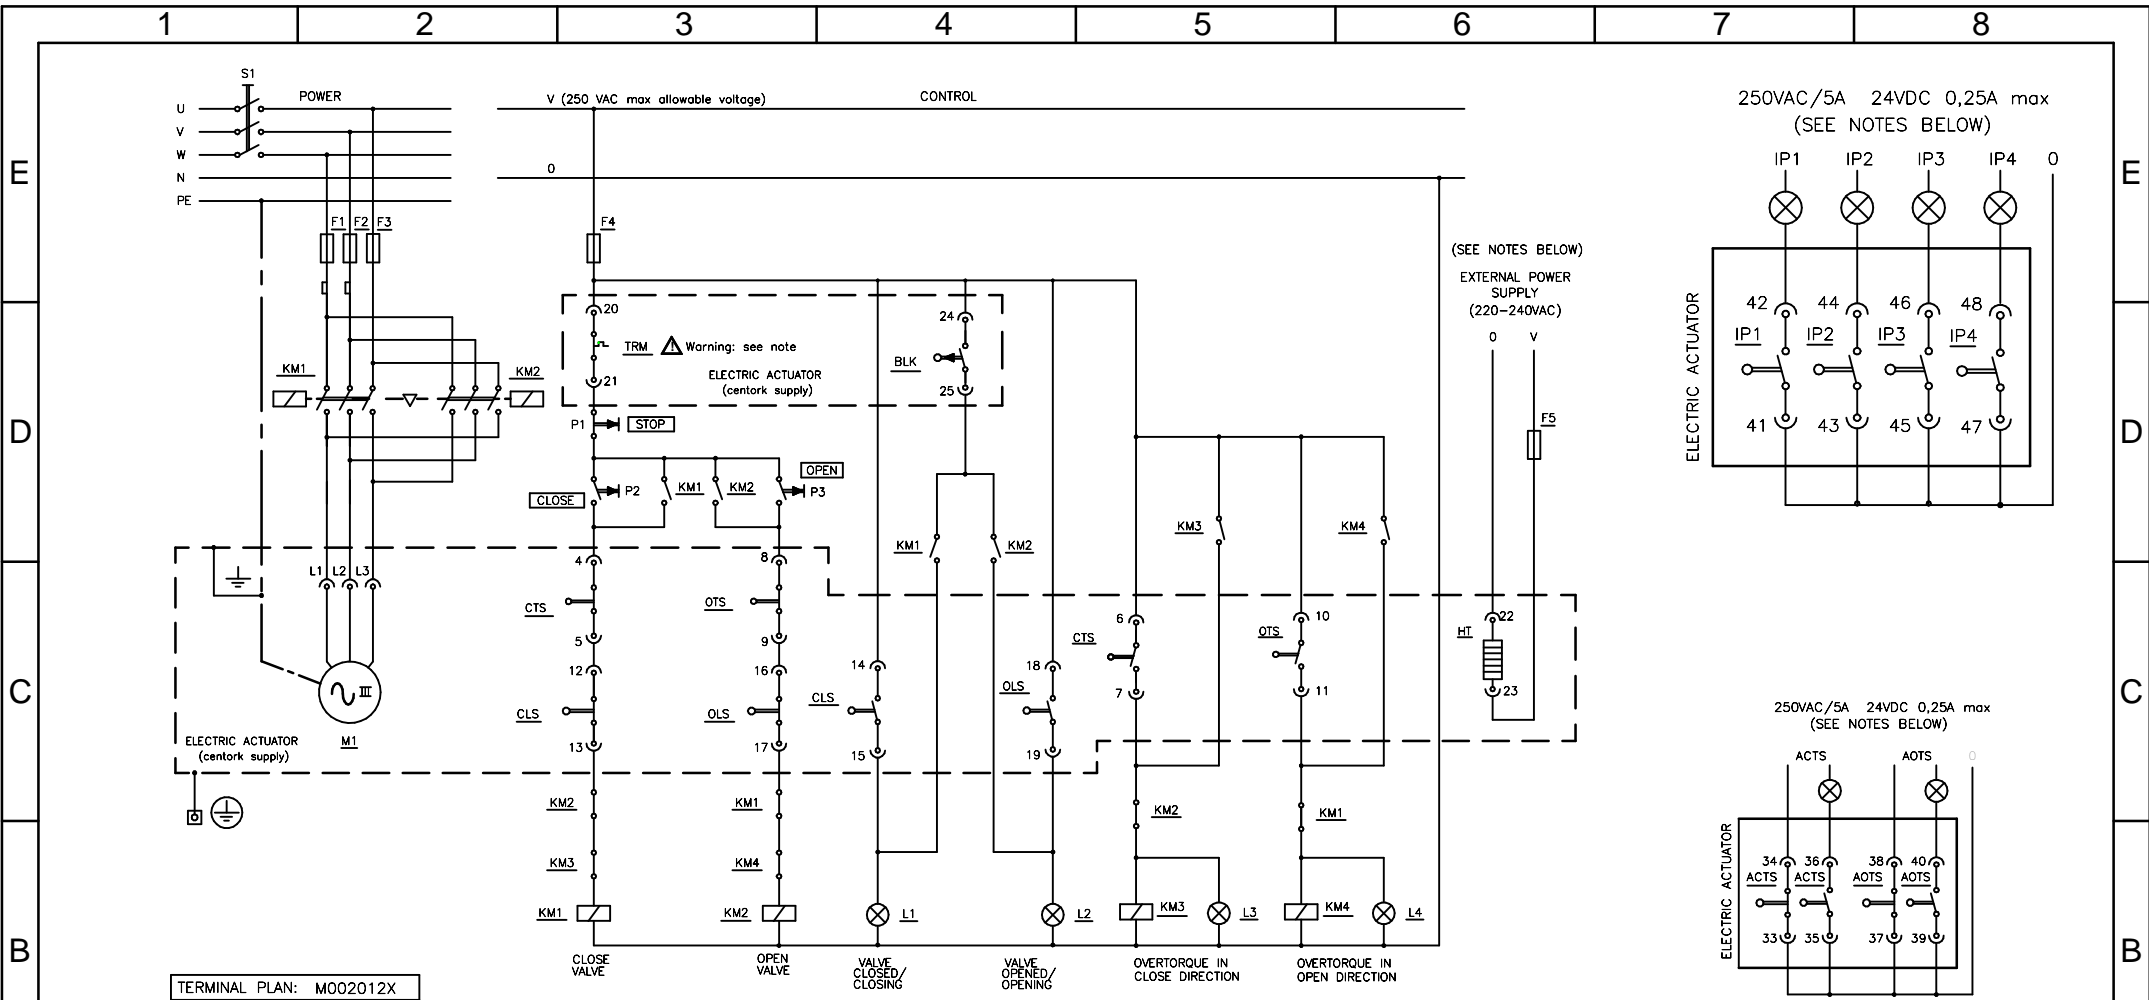 1 2 3 4 5 6 7 8
S1
POWER
V (250 VAC max allowable voltage)
CONTROL
U
V
W
N
PE
0
250VAC/5A 24VDC 0,25A max
(SEE NOTES BELOW)
IP1 IP2 IP3 IP4 0
E
E
F1 F2 F3
F4
(SEE NOTES BELOW)
EXTERNAL POWER
SUPPLY
(220-240VAC)
0 V
F5
20
TRM Warning: see note
21
ELECTRIC ACTUATOR
(centork supply)
24
BLK
25
ELECTRIC ACTUATOR
42 44 46 48
IP1 IP2 IP3 IP4
41 43 45 47
KM1
KM2
D
D
P1 STOP
CLOSE P2 KM1 KM2 P3 OPEN
KM1 KM2
KM3
KM4
L1 L2 L3
4
CTS
5
12
CLS
13
8
OTS
9
16
OLS
17
14
CLS
15
18
OLS
19
6
CTS
7
10
OTS
11
22
HT
23
C
C
ELECTRIC ACTUATOR
(centork supply)
III
M1
250VAC/5A 24VDC 0,25A max
(SEE NOTES BELOW)
ACTS AOTS 0
ELECTRIC ACTUATOR
34 36 38 40
ACTS ACTS AOTS AOTS
33 35 37 39
KM2 KM1 KM2 KM1
KM3 KM4
KM1 KM2 L1 L2 KM3 L3 KM4 L4
B
B
CLOSE
VALVE
OPEN
VALVE
VALVE
CLOSED/
CLOSING
VALVE
OPENED/
OPENING
OVERTORQUE IN
CLOSE DIRECTION
OVERTORQUE IN
OPEN DIRECTION
TERMINAL PLAN: M002012X